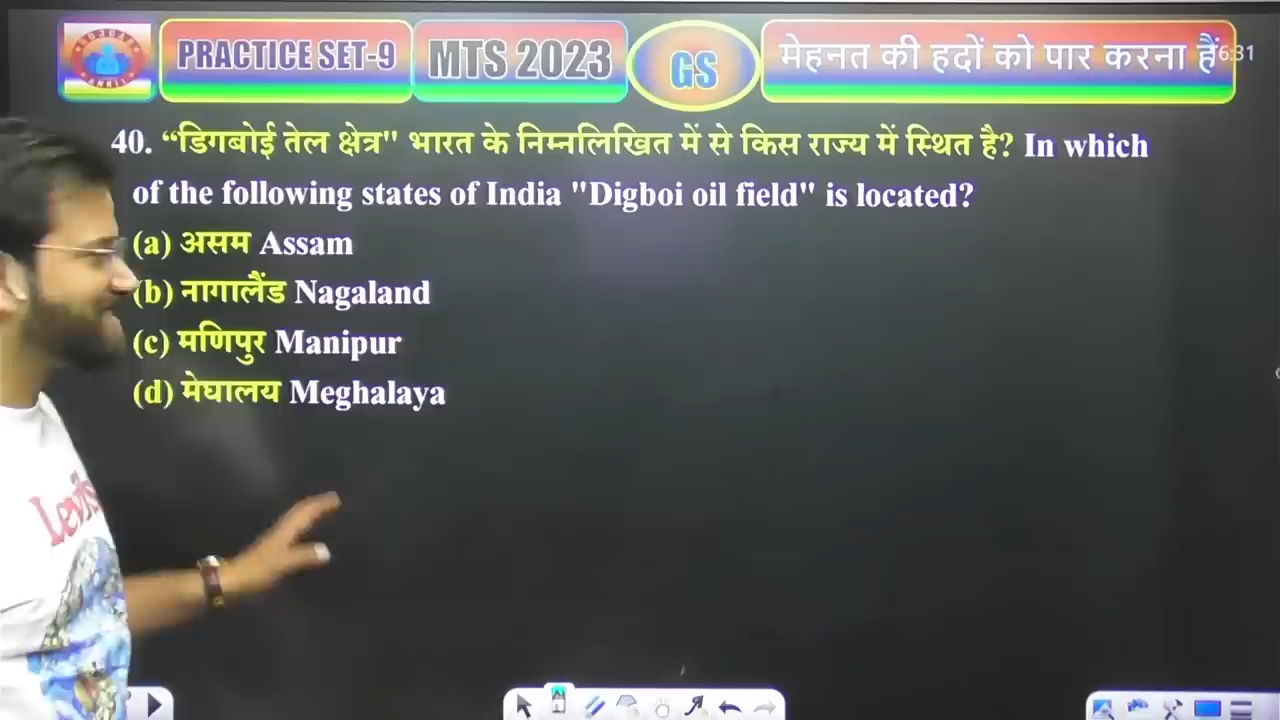 PRACTICE SET-9 MTS 2023 GS मेहनत की हदों को पार करना हैं
40. “डिगबोई तेल क्षेत्र" भारत के निम्नलिखित में से किस राज्य में स्थित है? In which
of the following states of India "Digboi oil field" is located?
(a) असम Assam
(b) नागालैंड Nagaland
(c) मणिपुर Manipur
(d) मेघालय Meghalaya
Levi's